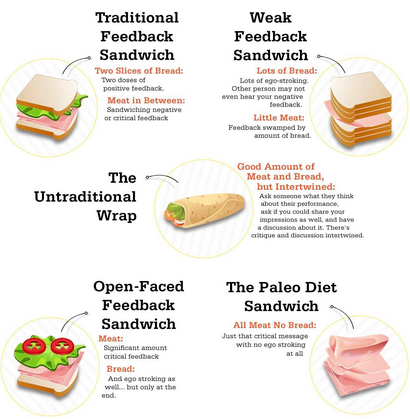 Traditional
Feedback
Sandwich
Two Slices of Bread:
Two doses of
positive feedback.
Meat in Between:
Sandwiching negative
or critical feedback
Weak
Feedback
Sandwich
Lots of Bread:
Lots of ego-stroking.
Other person may not
even hear your negative
feedback.
Little Meat:
Feedback swamped by
amount of bread.
The
Untraditional
Wrap
Good Amount of
Meat and Bread,
but Intertwined:
Ask someone what they think
about their performance,
ask if you could share your
impressions as well, and have
a discussion about it. There's
critique and discussion intertwined.
Open-Faced
Feedback
Sandwich
Meat:
Significant amount
critical feedback
Bread:
And ego stroking as
well... but only at the
end.
The Paleo Diet
Sandwich
All Meat No Bread:
Just that critical message
with no ego stroking
at all